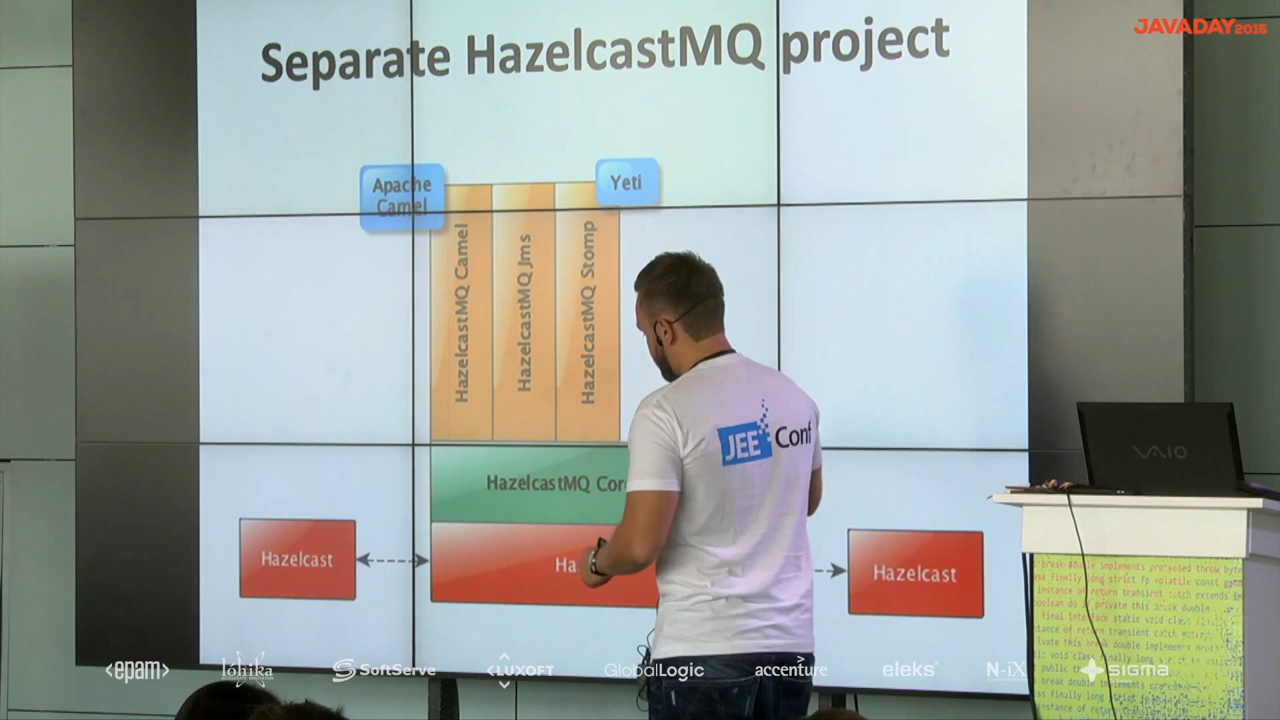 JAVADAY2015
Separate HazelcastMQ project
Apache
Camel
Yeti
HazelcastMQ Camel
HazelcastMQ Jms
HazelcastMQ Stomp
JEE Conf
VAIO
HazelcastMQ Cor
Hazelcast
Ha
Hazelcast
<epam>
lohika
SoftServe
LUXOFT
GlobalLogic
accenture
eleks
N-iX
SIGMA